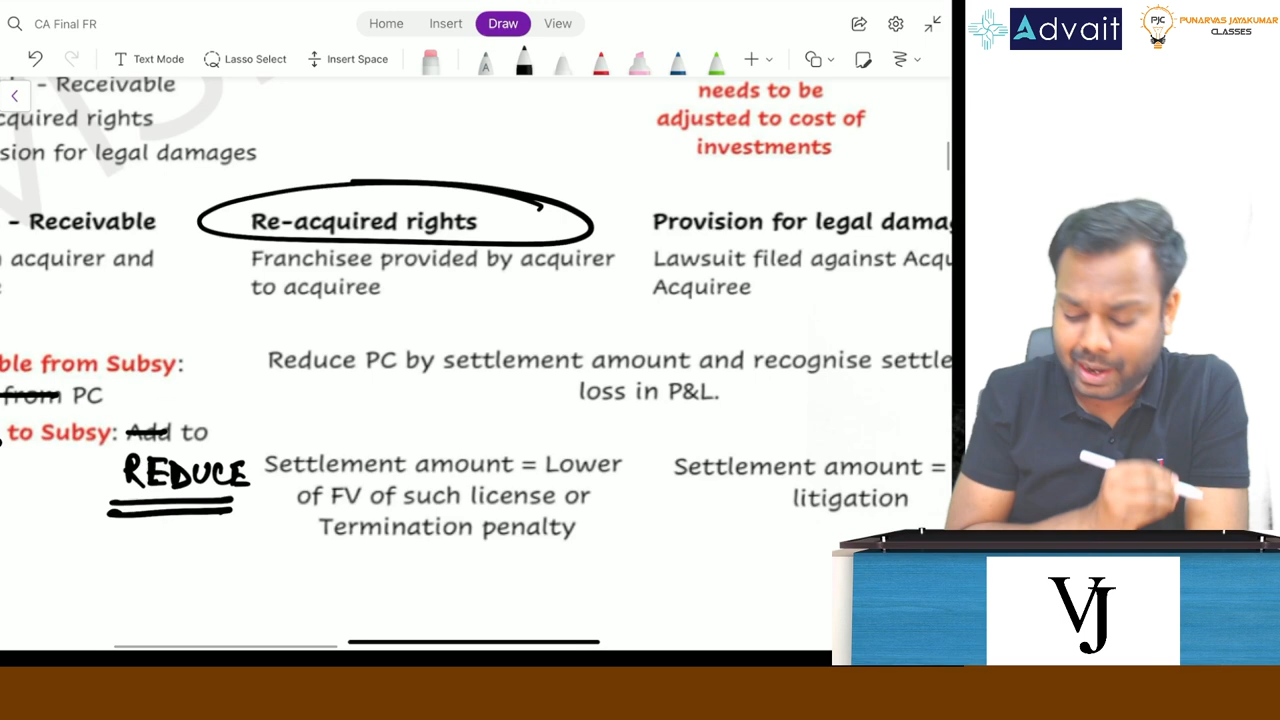 CA Final FR
Home Insert Draw View
Advait
PJC
PUNARVAS JAYAKUMAR
CLASSES
Text Mode
Lasso Select
Insert Space
- Receivable
cquired rights
sion for legal damages
needs to be
adjusted to cost of
investments
- Receivable
acquirer and
Re-acquired rights
Franchisee provided by acquirer
to acquiree
Provision for legal damag
Lawsuit filed against Acqu
Acquiree
ble from Subsy:
from PC
to Subsy: Add to
REDUCE
Reduce PC by settlement amount and recognise settle
loss in P&L.
Settlement amount = Lower
of FV of such license or
Termination penalty
Settlement amount =
litigation
VJ